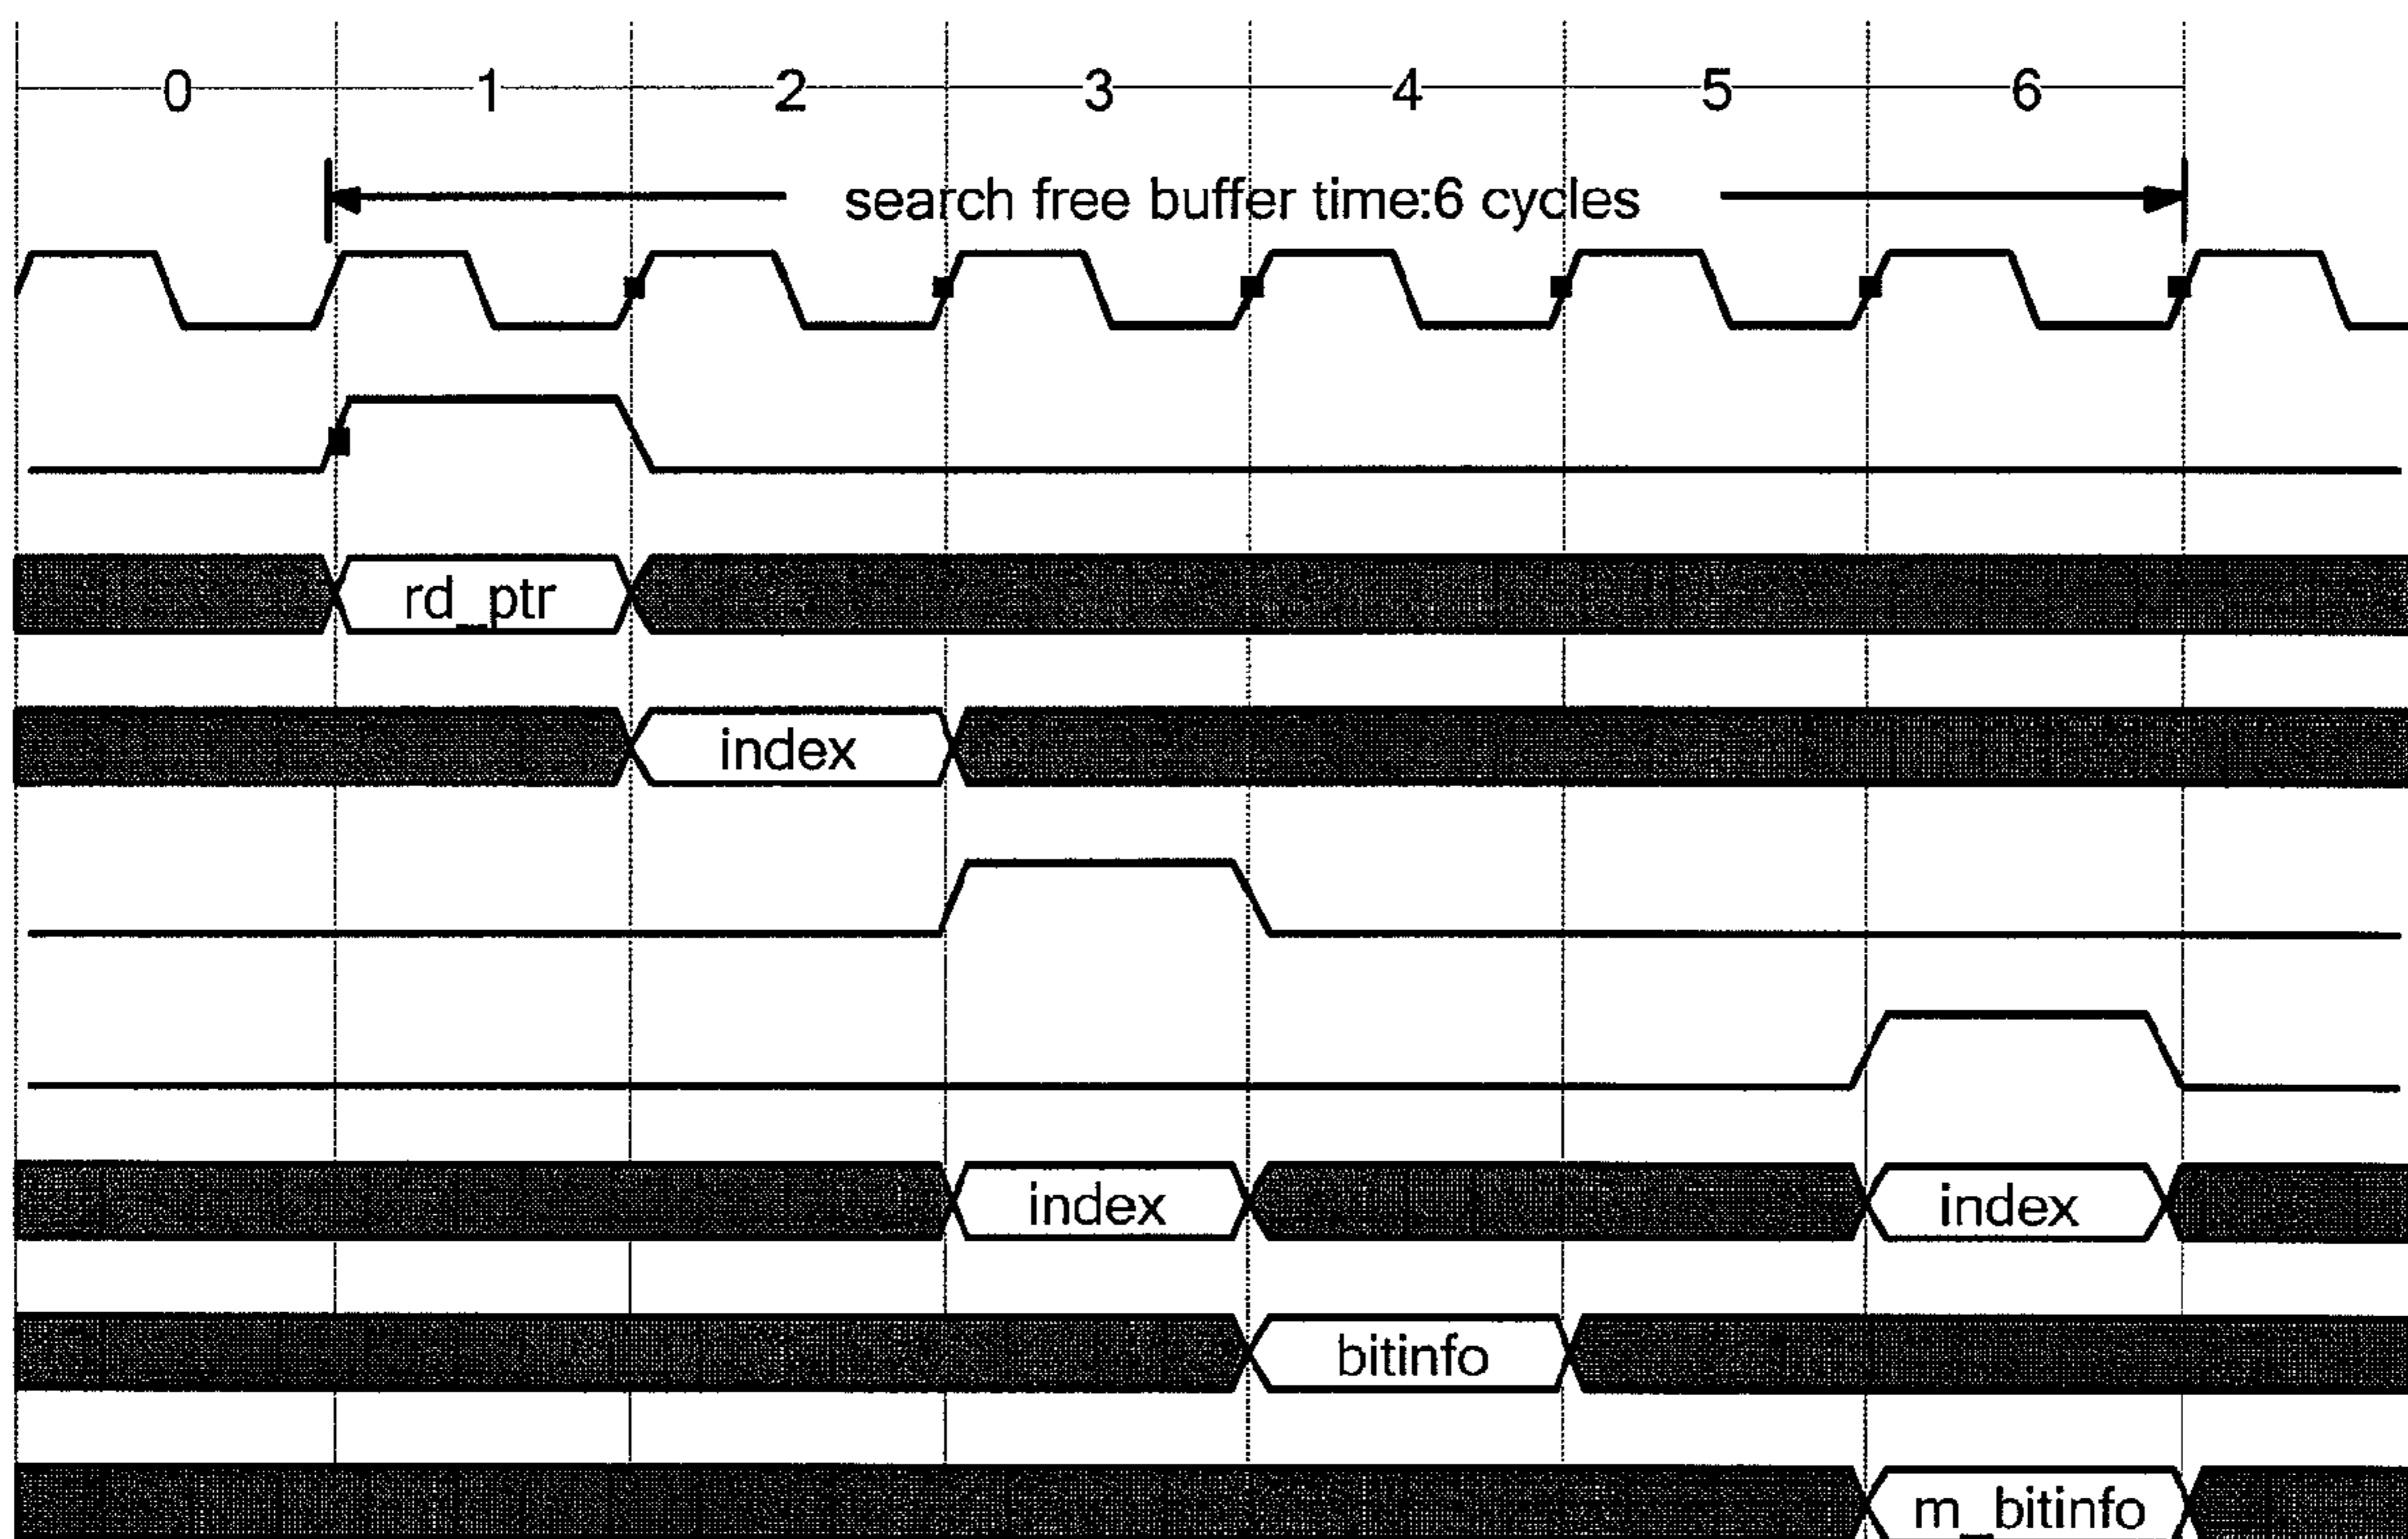 0 1 2 3 4 5 6
search free buffer time:6 cycles
rd_ptr
index
index index
bitinfo
m_bitinfo